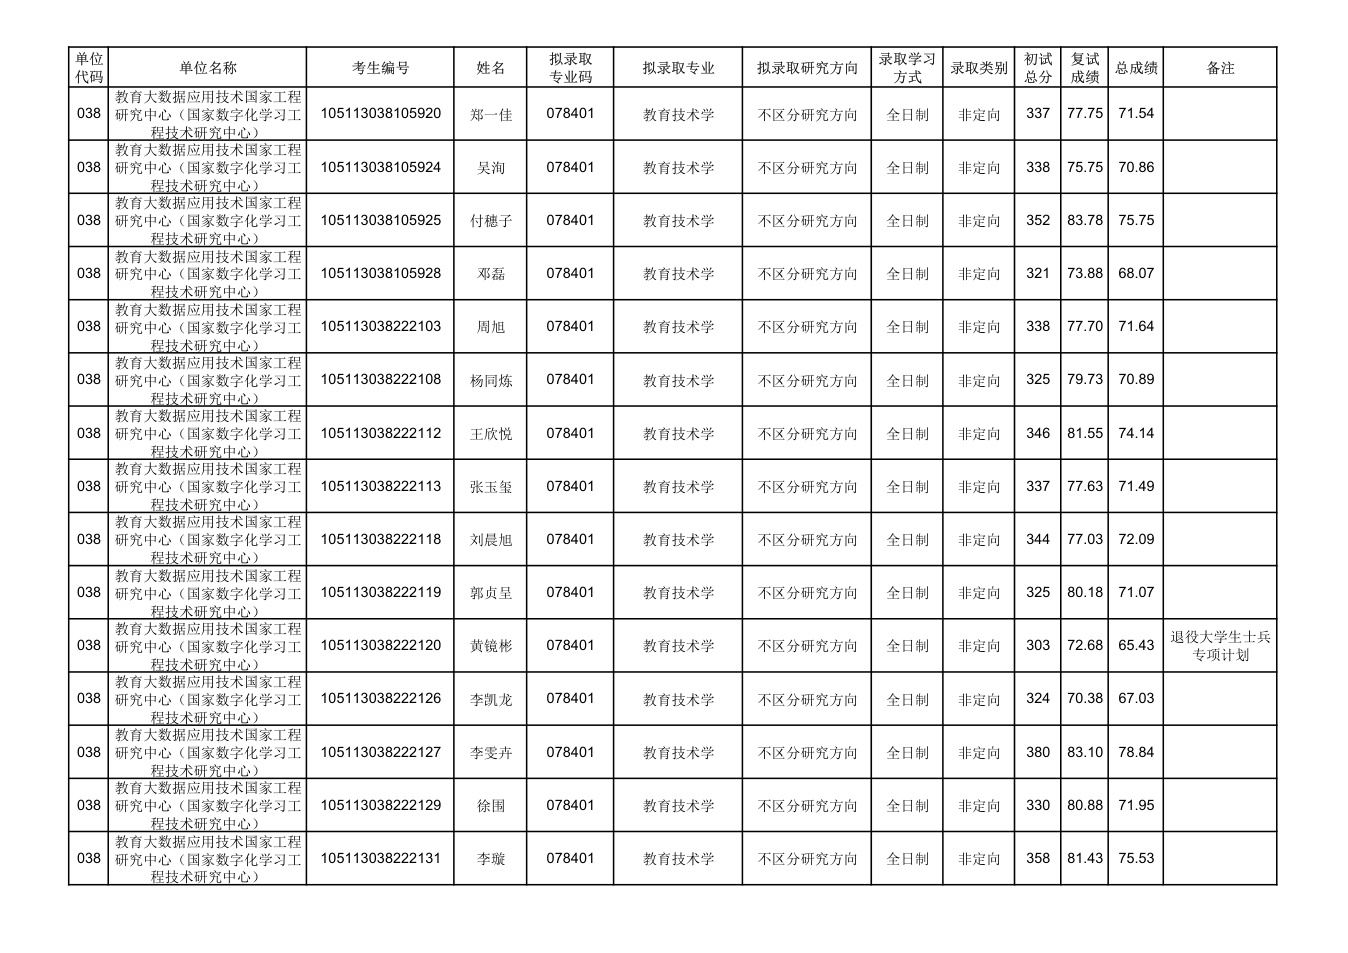 单位代码 单位名称 考生编号 姓名 拟录取专业码 拟录取专业 拟录取研究方向 录取学习方式 录取类别 初试总分 复试成绩 总成绩 备注
038 教育大数据应用技术国家工程研究中心（国家数字化学习工程技术研究中心） 105113038105920 郑一佳 078401 教育技术学 不区分研究方向 全日制 非定向 337 77.75 71.54
038 教育大数据应用技术国家工程研究中心（国家数字化学习工程技术研究中心） 105113038105924 吴洵 078401 教育技术学 不区分研究方向 全日制 非定向 338 75.75 70.86
038 教育大数据应用技术国家工程研究中心（国家数字化学习工程技术研究中心） 105113038105925 付穗子 078401 教育技术学 不区分研究方向 全日制 非定向 352 83.78 75.75
038 教育大数据应用技术国家工程研究中心（国家数字化学习工程技术研究中心） 105113038105928 邓磊 078401 教育技术学 不区分研究方向 全日制 非定向 321 73.88 68.07
038 教育大数据应用技术国家工程研究中心（国家数字化学习工程技术研究中心） 105113038222103 周旭 078401 教育技术学 不区分研究方向 全日制 非定向 338 77.70 71.64
038 教育大数据应用技术国家工程研究中心（国家数字化学习工程技术研究中心） 105113038222108 杨同炼 078401 教育技术学 不区分研究方向 全日制 非定向 325 79.73 70.89
038 教育大数据应用技术国家工程研究中心（国家数字化学习工程技术研究中心） 105113038222112 王欣悦 078401 教育技术学 不区分研究方向 全日制 非定向 346 81.55 74.14
038 教育大数据应用技术国家工程研究中心（国家数字化学习工程技术研究中心） 105113038222113 张玉玺 078401 教育技术学 不区分研究方向 全日制 非定向 337 77.63 71.49
038 教育大数据应用技术国家工程研究中心（国家数字化学习工程技术研究中心） 105113038222118 刘晨旭 078401 教育技术学 不区分研究方向 全日制 非定向 344 77.03 72.09
038 教育大数据应用技术国家工程研究中心（国家数字化学习工程技术研究中心） 105113038222119 郭贞呈 078401 教育技术学 不区分研究方向 全日制 非定向 325 80.18 71.07
038 教育大数据应用技术国家工程研究中心（国家数字化学习工程技术研究中心） 105113038222120 黄镜彬 078401 教育技术学 不区分研究方向 全日制 非定向 303 72.68 65.43 退役大学生士兵专项计划
038 教育大数据应用技术国家工程研究中心（国家数字化学习工程技术研究中心） 105113038222126 李凯龙 078401 教育技术学 不区分研究方向 全日制 非定向 324 70.38 67.03
038 教育大数据应用技术国家工程研究中心（国家数字化学习工程技术研究中心） 105113038222127 李雯卉 078401 教育技术学 不区分研究方向 全日制 非定向 380 83.10 78.84
038 教育大数据应用技术国家工程研究中心（国家数字化学习工程技术研究中心） 105113038222129 徐围 078401 教育技术学 不区分研究方向 全日制 非定向 330 80.88 71.95
038 教育大数据应用技术国家工程研究中心（国家数字化学习工程技术研究中心） 105113038222131 李璇 078401 教育技术学 不区分研究方向 全日制 非定向 358 81.43 75.53